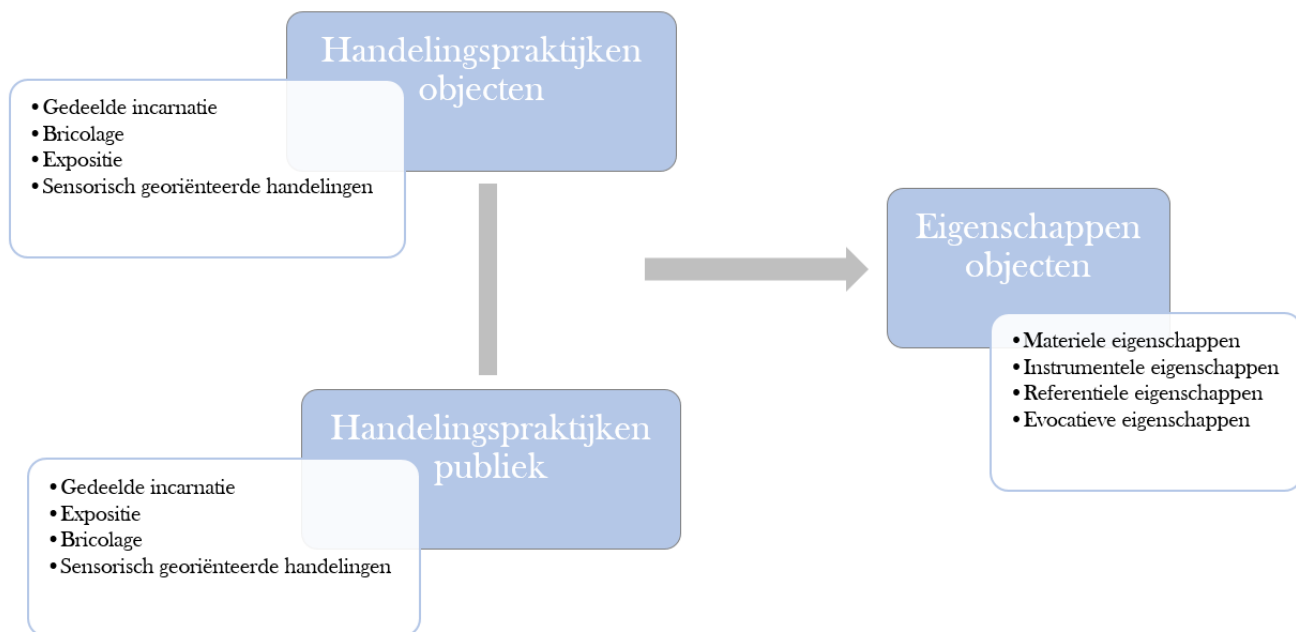 Handelingspraktijken
objecten
• Gedeelde incarnatie
• Bricolage
• Expositie
• Sensorisch georiënteerde handelingen
Eigenschappen
objecten
• Materiele eigenschappen
• Instrumentele eigenschappen
• Referentiele eigenschappen
• Evocatieve eigenschappen
Handelingspraktijken
publiek
• Gedeelde incarnatie
• Expositie
• Bricolage
• Sensorisch georiënteerde handelingen